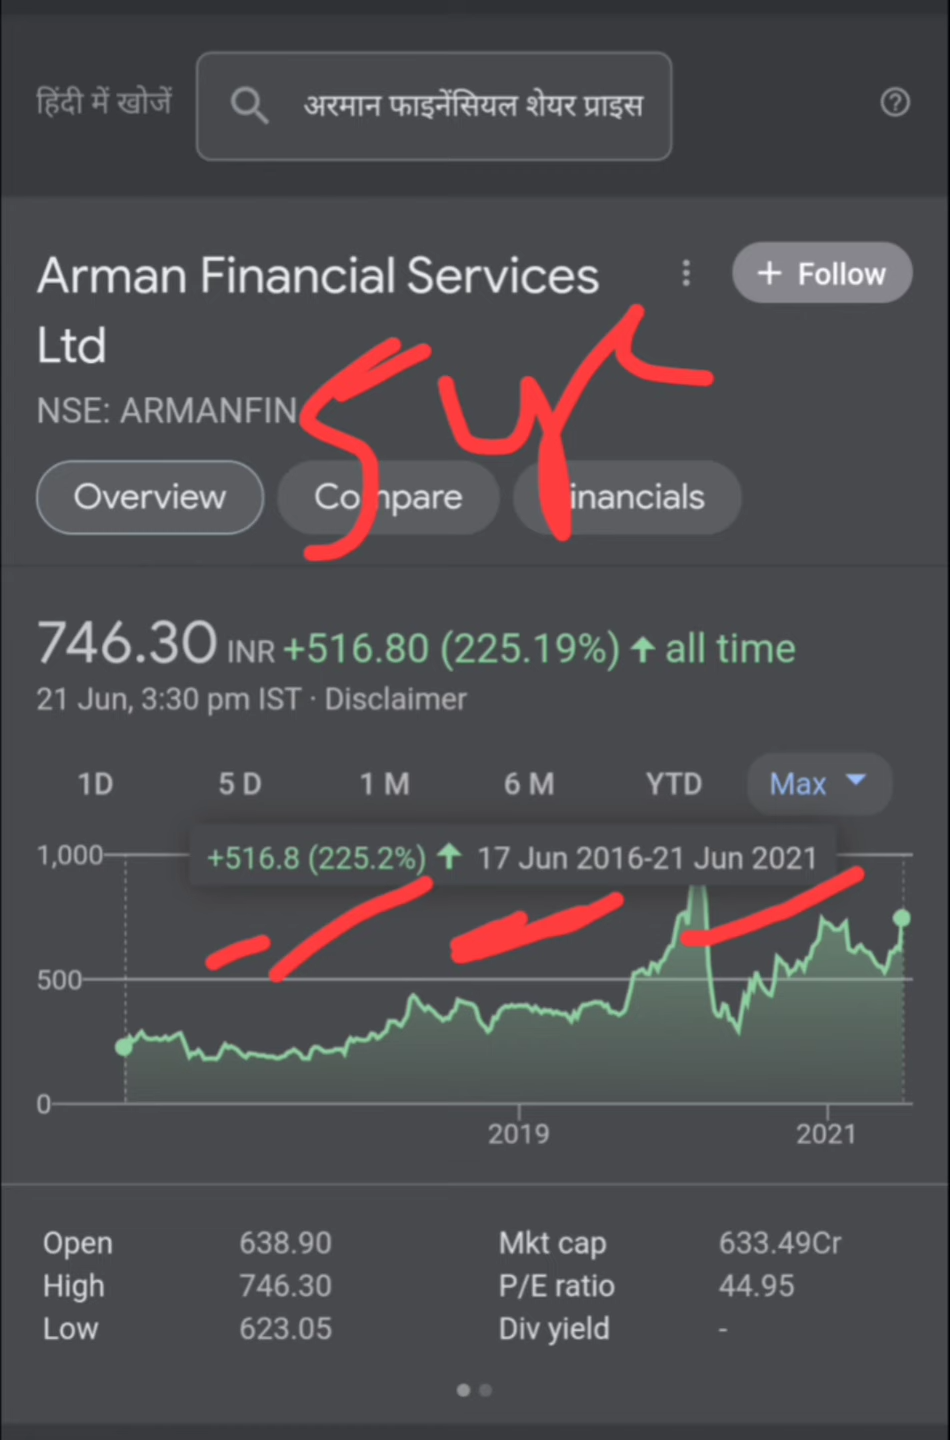 हिंदी में खोजें
अरमान फाइनेंसियल शेयर प्राइस
Arman Financial Services
Ltd
+ Follow
NSE: ARMANFIN
5 yr
Overview
Compare
Financials
746.30 INR +516.80 (225.19%) ↑ all time
21 Jun, 3:30 pm IST · Disclaimer
1D 5 D 1 M 6 M YTD Max
+516.8 (225.2%) ↑ 17 Jun 2016-21 Jun 2021
1,000
500
0
2019 2021
Open 638.90 Mkt cap 633.49Cr
High 746.30 P/E ratio 44.95
Low 623.05 Div yield -